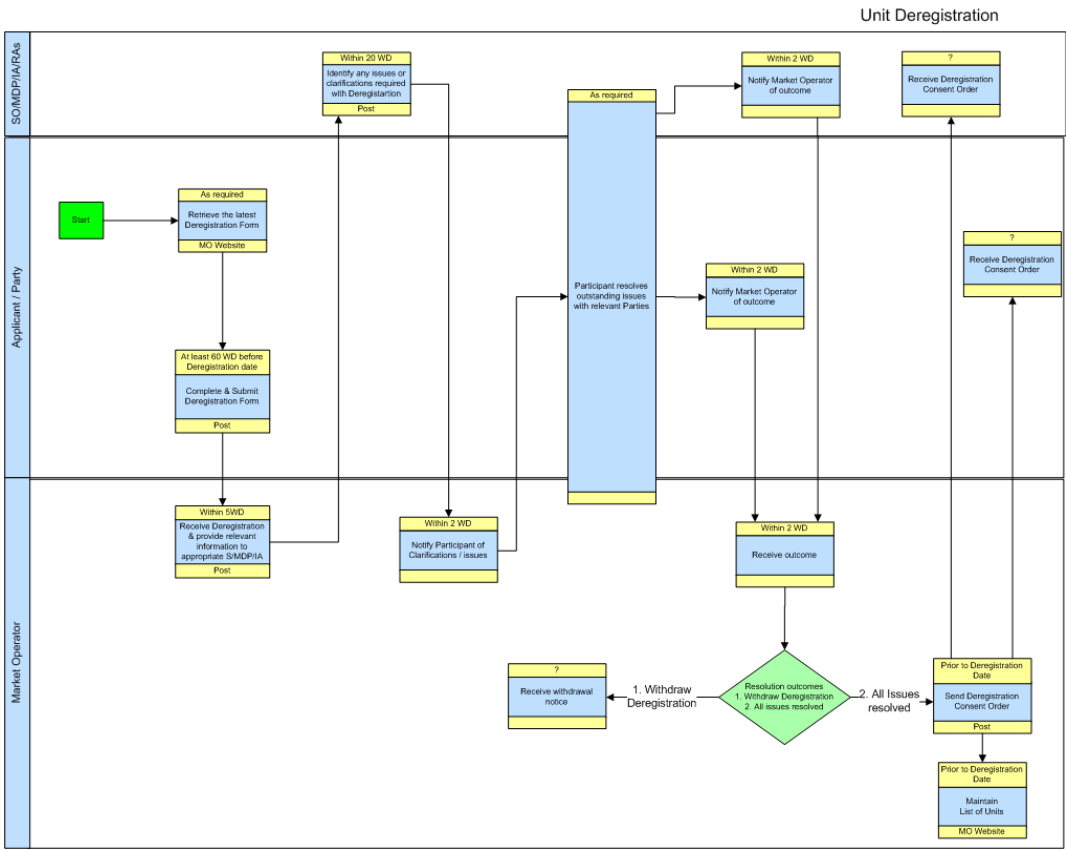 Unit Deregistration
SO/MDP/IA/RAs
Within 20 WD
Identify any issues or
clarifications required
with Deregistartion
Post
As required
Within 2 WD
Notify Market Operator
of outcome
?
Receive Deregistration
Consent Order
Applicant / Party
Start
As required
Retrieve the latest
Deregistration Form
MO Website
At least 60 WD before
Deregistration date
Complete & Submit
Deregistration Form
Post
Participant resolves
outstanding issues
with relevant Parties
Within 2 WD
Notify Market Operator
of outcome
?
Receive Deregistration
Consent Order
Market Operator
Within 5WD
Receive Deregistration
& provide relevant
information to
appropriate S/MDP/IA
Post
Within 2 WD
Notify Participant of
Clarifications / issues
Within 2 WD
Receive outcome
?
Receive withdrawal
notice
1. Withdraw
Deregistration
Resolution outcomes
1. Withdraw Deregistration
2. All issues resolved
2. All Issues
resolved
Prior to Deregistration
Date
Send Deregistration
Consent Order
Post
Prior to Deregistration
Date
Maintain
List of Units
MO Website